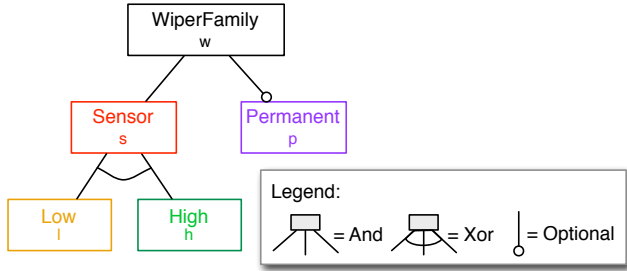 WiperFamily
w
Sensor
s
Permanent
p
Low
l
High
h
Legend:
= And
= Xor
= Optional